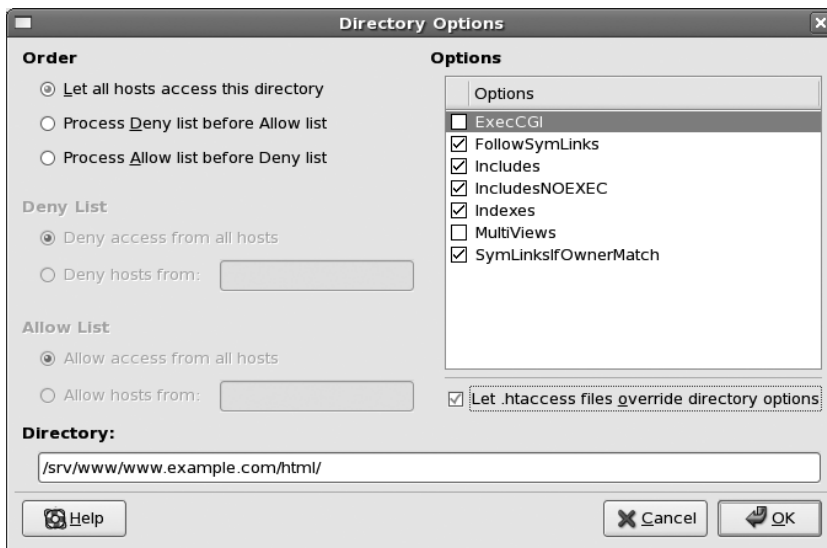 Directory Options
Order
Let all hosts access this directory
Process Deny list before Allow list
Process Allow list before Deny list
Deny List
Deny access from all hosts
Deny hosts from:
Allow List
Allow access from all hosts
Allow hosts from:
Options
Options
ExecCGI
FollowSymLinks
Includes
IncludesNOEXEC
Indexes
MultiViews
SymLinksIfOwnerMatch
Let .htaccess files override directory options
Directory:
/srv/www/www.example.com/html/
Help
Cancel
OK